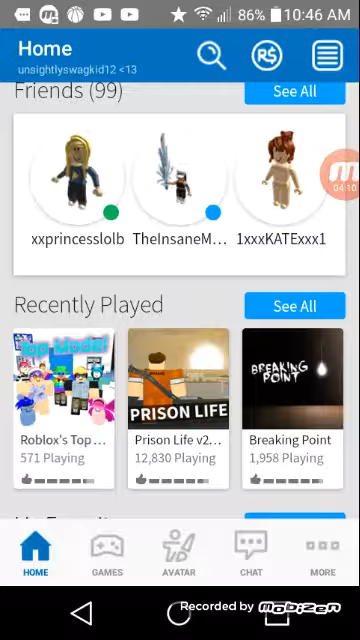 86% 10:46 AM
Home
unsightlyswagkid12 <13
R$
Friends (99)
See All
04:10
xxprincesslolb TheInsaneM... 1xxxKATExxx1
Recently Played
See All
Top Model
PRISON LIFE
BREAKING POINT
Roblox's Top ... Prison Life v2... Breaking Point
571 Playing 12,830 Playing 1,958 Playing
HOME GAMES AVATAR CHAT MORE
Recorded by MOBIZEN